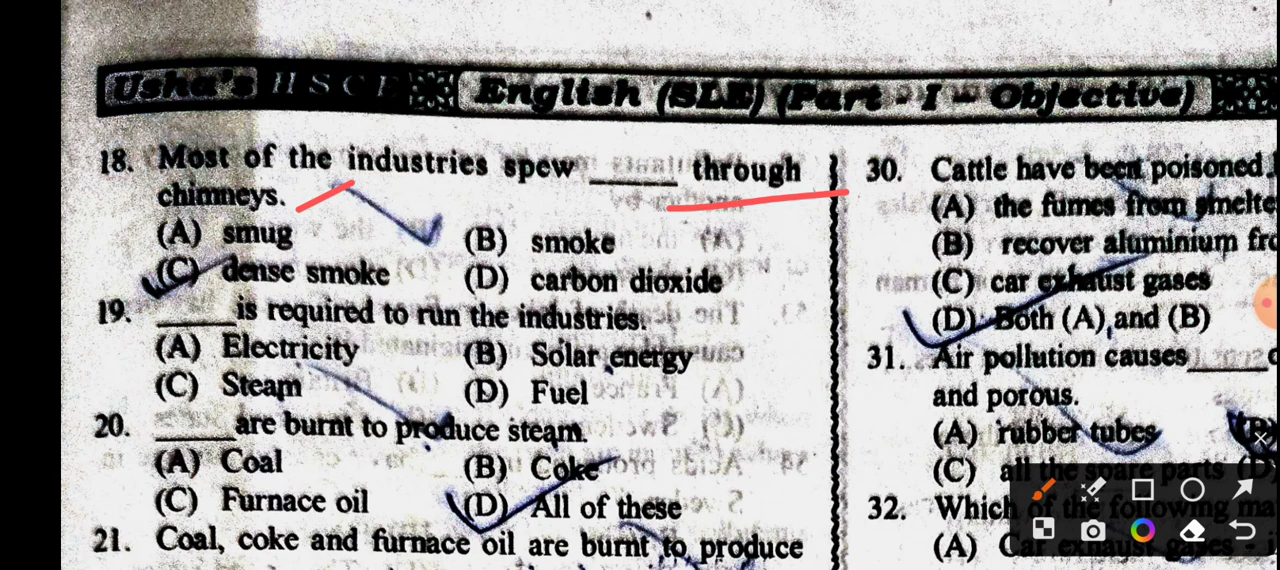 Usha's HSCE English (SLE) (Part - I - Objective)
18. Most of the industries spew ______ through
chimneys.
(A) smug (B) smoke
(C) dense smoke (D) carbon dioxide
19. _____ is required to run the industries.
(A) Electricity (B) Solar energy
(C) Steam (D) Fuel
20. _____ are burnt to produce steam.
(A) Coal (B) Coke
(C) Furnace oil (D) All of these
21. Coal, coke and furnace oil are burnt to produce
30. Cattle have been poisoned
(A) the fumes from
(B) recover aluminium
(C) car exhaust gases
(D) Both (A) and (B)
31. Air pollution causes _____
and porous.
(A) rubber tubes
(C) all the spare parts (D)
32. Which of the following
(A) Car exhaust gases -